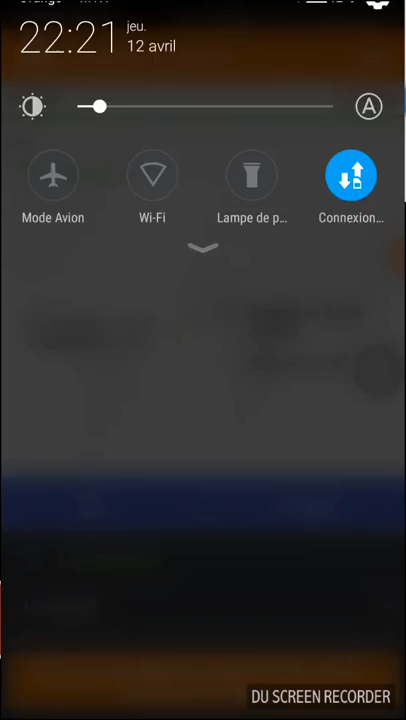 22:21
jeu.
12 avril
A
Mode Avion
Wi-Fi
Lampe de p...
Connexion...
DU SCREEN RECORDER